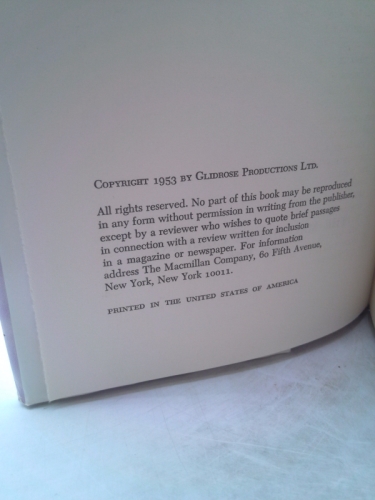 Copyright 1953 by Glidrose Productions Ltd.
All rights reserved. No part of this book may be reproduced
in any form without permission in writing from the publisher,
except by a reviewer who wishes to quote brief passages
in connection with a review written for inclusion
in a magazine or newspaper. For information
address The Macmillan Company, 60 Fifth Avenue,
New York, New York 10011.
PRINTED IN THE UNITED STATES OF AMERICA